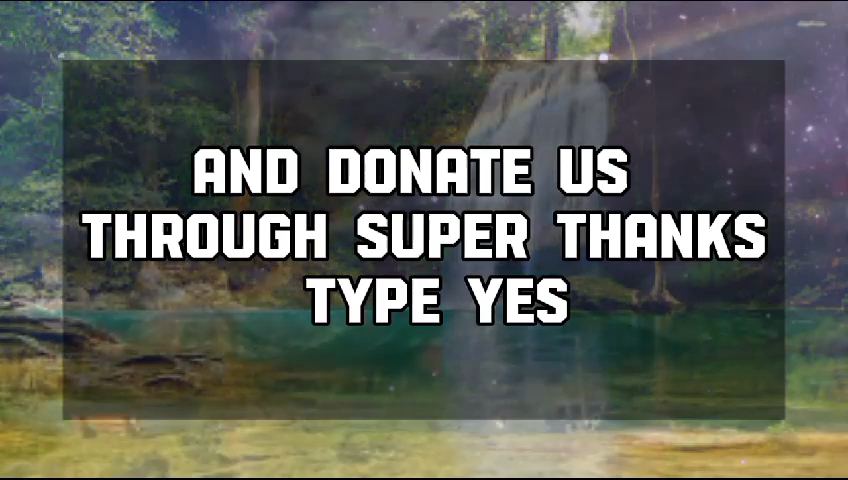 AND DONATE US
THROUGH SUPER THANKS
TYPE YES